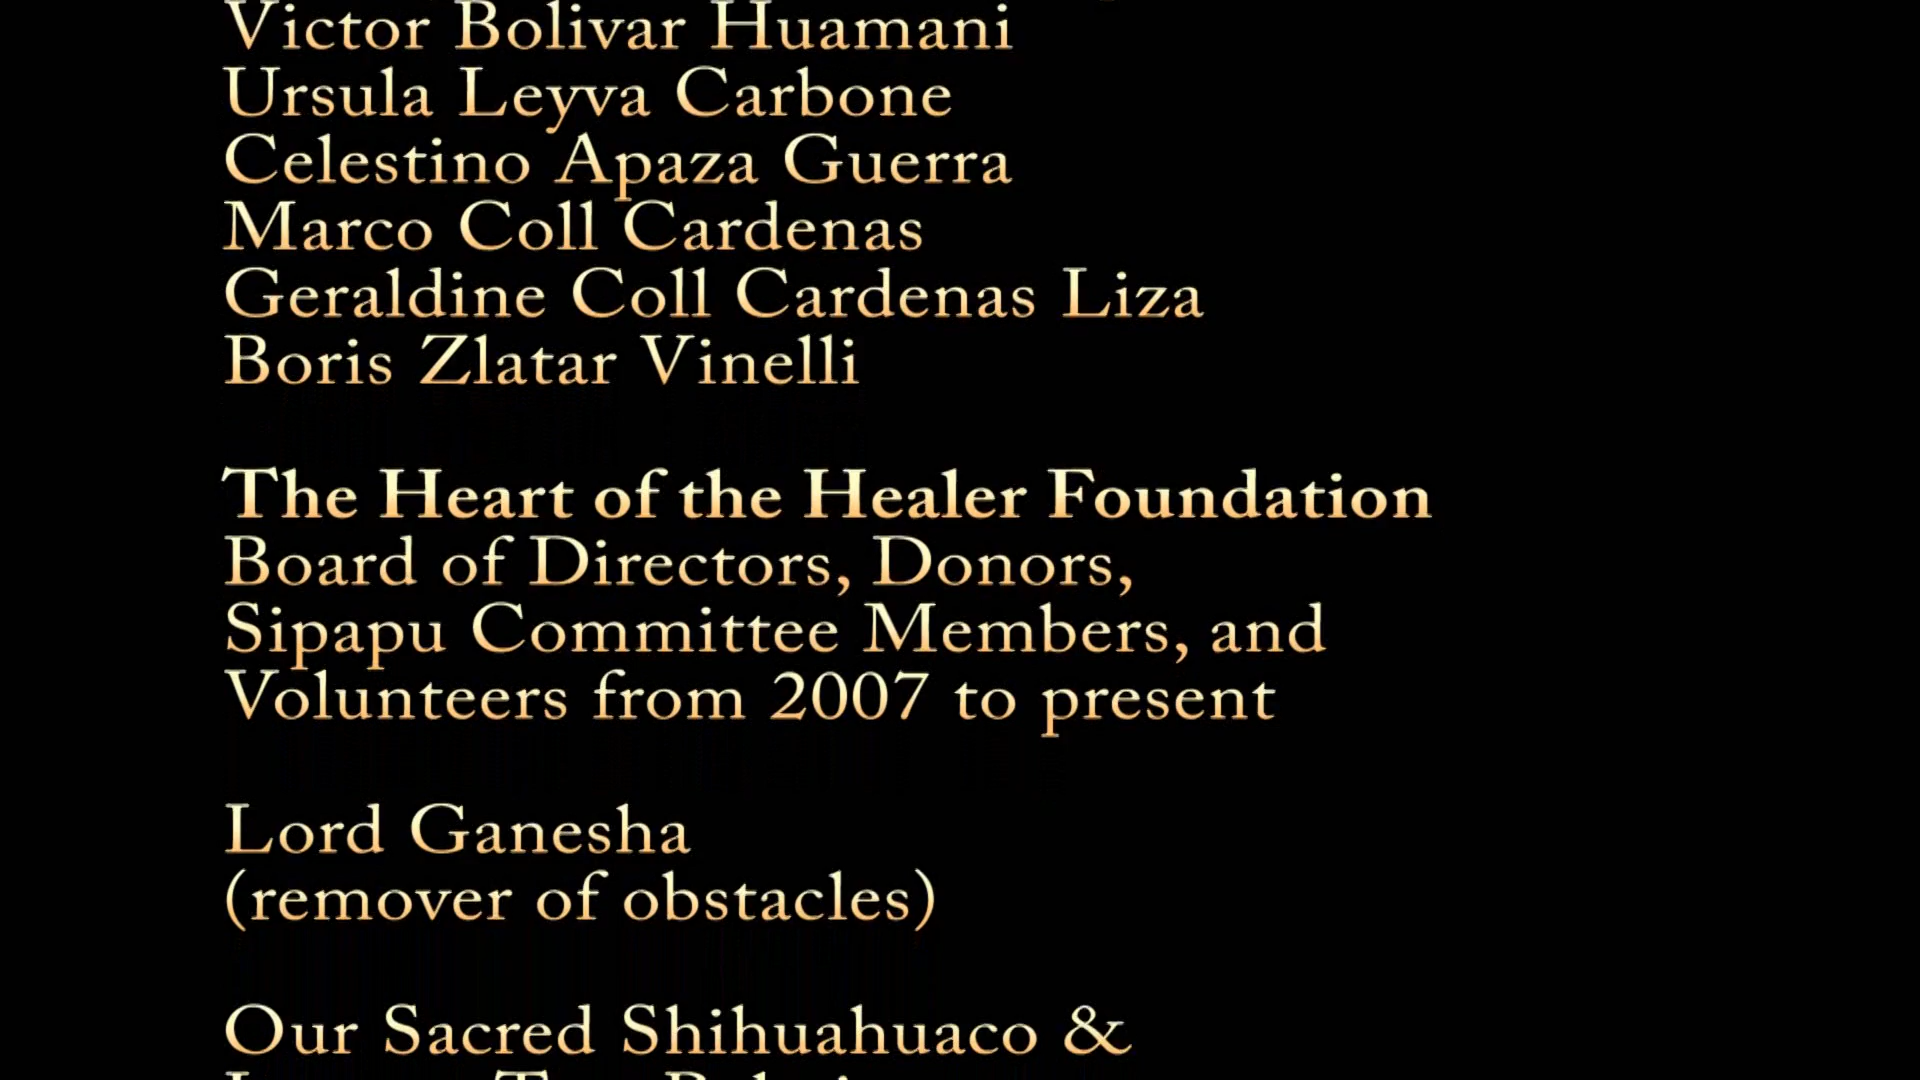 Victor Bolivar Huamani
Ursula Leyva Carbone
Celestino Apaza Guerra
Marco Coll Cardenas
Geraldine Coll Cardenas Liza
Boris Zlatar Vinelli
The Heart of the Healer Foundation
Board of Directors, Donors,
Sipapu Committee Members, and
Volunteers from 2007 to present
Lord Ganesha
(remover of obstacles)
Our Sacred Shihuahuaco &